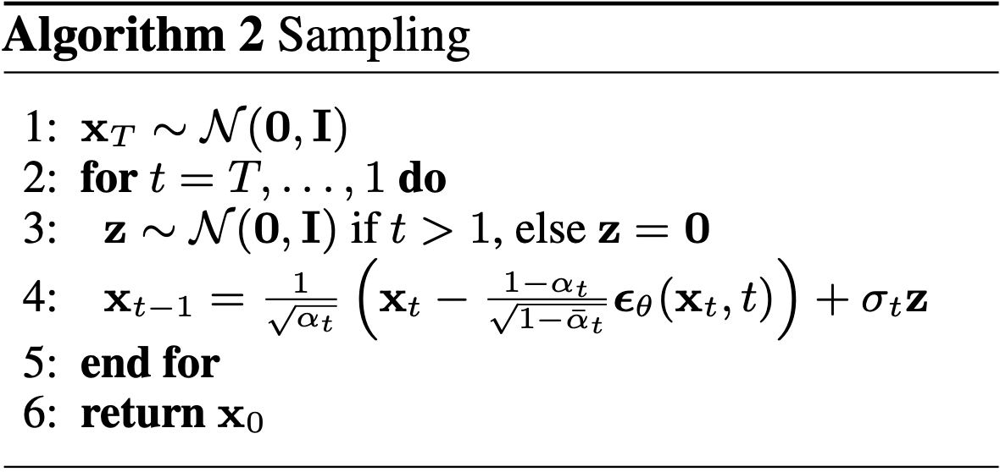 Algorithm 2 Sampling
1: $\mathbf{x}_T \sim \mathcal{N}(\mathbf{0}, \mathbf{I})$
2: for $t = T, \ldots, 1$ do
3: $\mathbf{z} \sim \mathcal{N}(\mathbf{0}, \mathbf{I})$ if $t > 1$, else $\mathbf{z} = \mathbf{0}$
4: $\mathbf{x}_{t-1} = \frac{1}{\sqrt{\alpha_t}} \left( \mathbf{x}_t - \frac{1-\alpha_t}{\sqrt{1-\bar{\alpha}_t}} \boldsymbol{\epsilon}_\theta(\mathbf{x}_t, t) \right) + \sigma_t \mathbf{z}$
5: end for
6: return $\mathbf{x}_0$